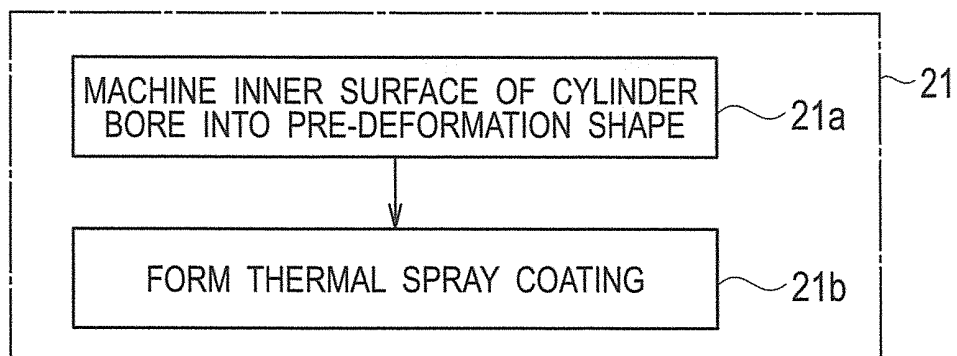 MACHINE INNER SURFACE OF CYLINDER
BORE INTO PRE-DEFORMATION SHAPE
21a
21
FORM THERMAL SPRAY COATING
21b